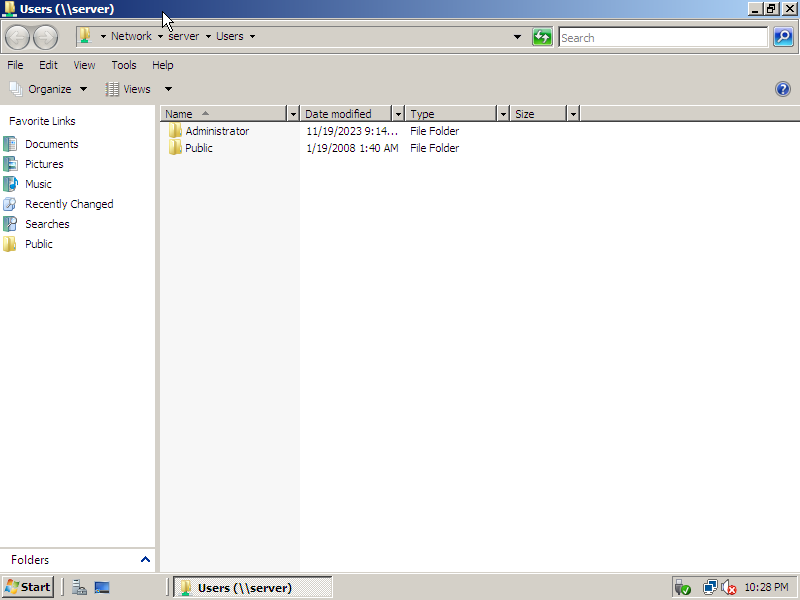 Users (\\server)
Network server Users
Search
File Edit View Tools Help
Organize Views
Favorite Links
Documents
Pictures
Music
Recently Changed
Searches
Public
Folders
Name Date modified Type Size
Administrator 11/19/2023 9:14... File Folder
Public 1/19/2008 1:40 AM File Folder
Start Users (\\server) 10:28 PM